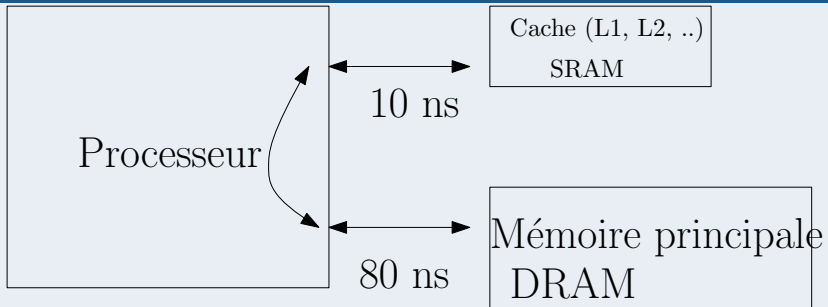 Cache (L1, L2, ..)
SRAM
10 ns
Processeur
Mémoire principale
80 ns
DRAM